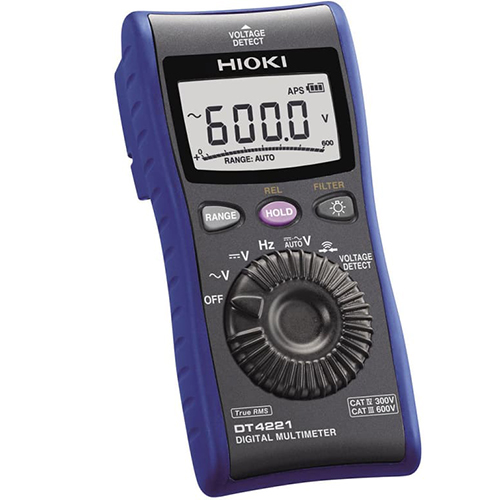 VOLTAGE
DETECT
HIOKI
APS
~ 600.0 V
+ 0 600
RANGE: AUTO
REL FILTER
RANGE HOLD
Hz AUTO V
V VOLTAGE
DETECT
~V
OFF
True RMS
CAT IV 300V
CAT III 600V
DT4221
DIGITAL MULTIMETER